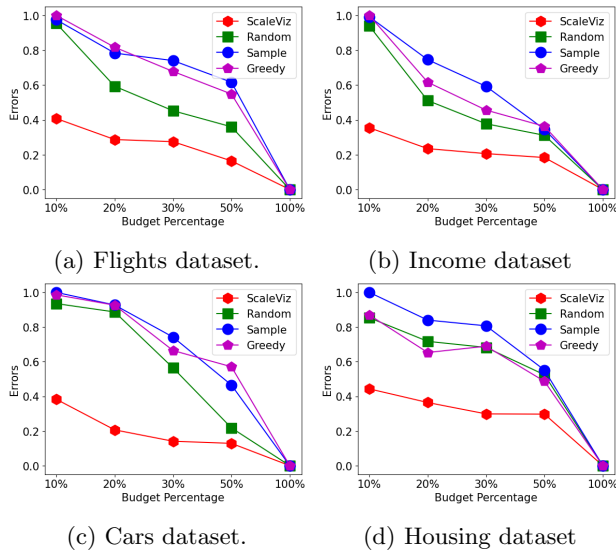 1.0
0.8
0.6
0.4
0.2
0.0
Errors
10% 20% 30% 50% 100%
Budget Percentage
ScaleViz
Random
Sample
Greedy
(a) Flights dataset.
1.0
0.8
0.6
0.4
0.2
0.0
Errors
10% 20% 30% 50% 100%
Budget Percentage
ScaleViz
Random
Sample
Greedy
(b) Income dataset
1.0
0.8
0.6
0.4
0.2
0.0
Errors
10% 20% 30% 50% 100%
Budget Percentage
ScaleViz
Random
Sample
Greedy
(c) Cars dataset.
1.0
0.8
0.6
0.4
0.2
0.0
Errors
10% 20% 30% 50% 100%
Budget Percentage
ScaleViz
Random
Sample
Greedy
(d) Housing dataset